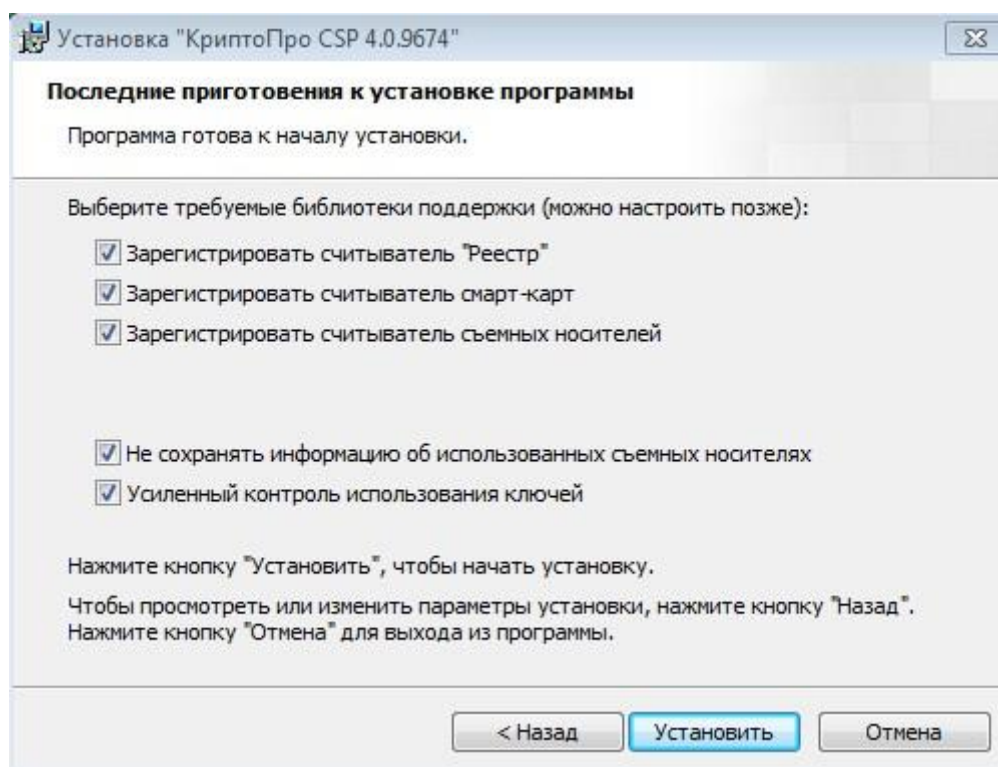 Установка "КриптоПро CSP 4.0.9674"
Последние приготовения к установке программы
Программа готова к началу установки.
Выберите требуемые библиотеки поддержки (можно настроить позже):
Зарегистрировать считыватель "Реестр"
Зарегистрировать считыватель смарт-карт
Зарегистрировать считыватель съемных носителей
Не сохранять информацию об использованных съемных носителях
Усиленный контроль использования ключей
Нажмите кнопку "Установить", чтобы начать установку.
Чтобы просмотреть или изменить параметры установки, нажмите кнопку "Назад".
Нажмите кнопку "Отмена" для выхода из программы.
< Назад
Установить
Отмена